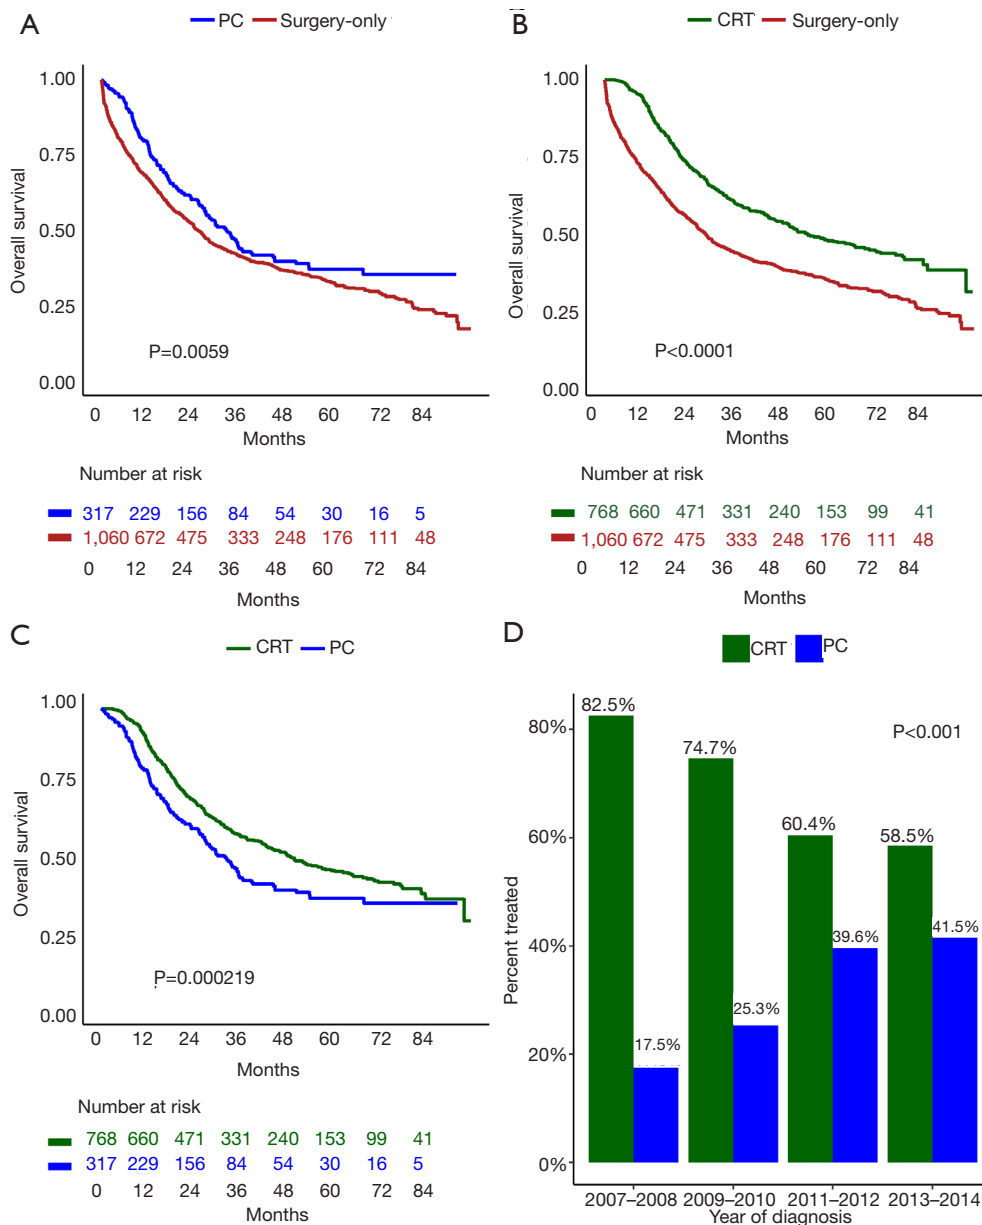 A
PC Surgery-only
Overall survival
1.00
0.75
0.50
0.25
0.00
P=0.0059
0 12 24 36 48 60 72 84
Months
Number at risk
317 229 156 84 54 30 16 5
1,060 672 475 333 248 176 111 48
0 12 24 36 48 60 72 84
Months
B
CRT Surgery-only
Overall survival
1.00
0.75
0.50
0.25
0.00
P<0.0001
0 12 24 36 48 60 72 84
Months
Number at risk
768 660 471 331 240 153 99 41
1,060 672 475 333 248 176 111 48
0 12 24 36 48 60 72 84
Months
C
CRT PC
Overall survival
1.00
0.75
0.50
0.25
0.00
P=0.000219
0 12 24 36 48 60 72 84
Months
Number at risk
768 660 471 331 240 153 99 41
317 229 156 84 54 30 16 5
0 12 24 36 48 60 72 84
Months
D
CRT PC
Percent treated
80%
60%
40%
20%
0%
P<0.001
82.5%
17.5%
74.7%
25.3%
60.4%
39.6%
58.5%
41.5%
2007–2008 2009–2010 2011–2012 2013–2014
Year of diagnosis